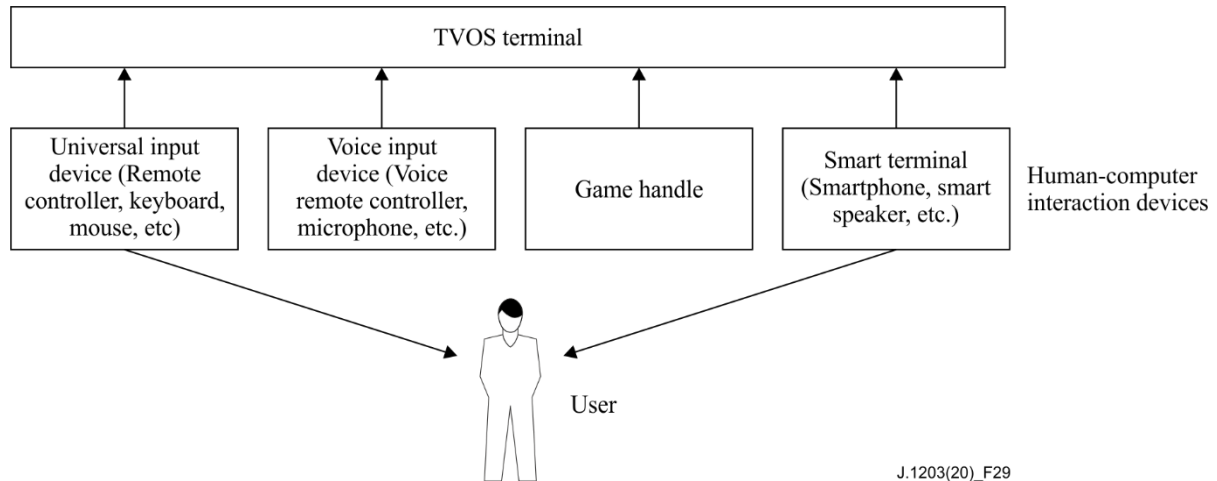 TVOS terminal
Universal input
device (Remote
controller, keyboard,
mouse, etc)
Voice input
device (Voice
remote controller,
microphone, etc.)
Game handle
Smart terminal
(Smartphone, smart
speaker, etc.)
Human-computer
interaction devices
User
J.1203(20)_F29